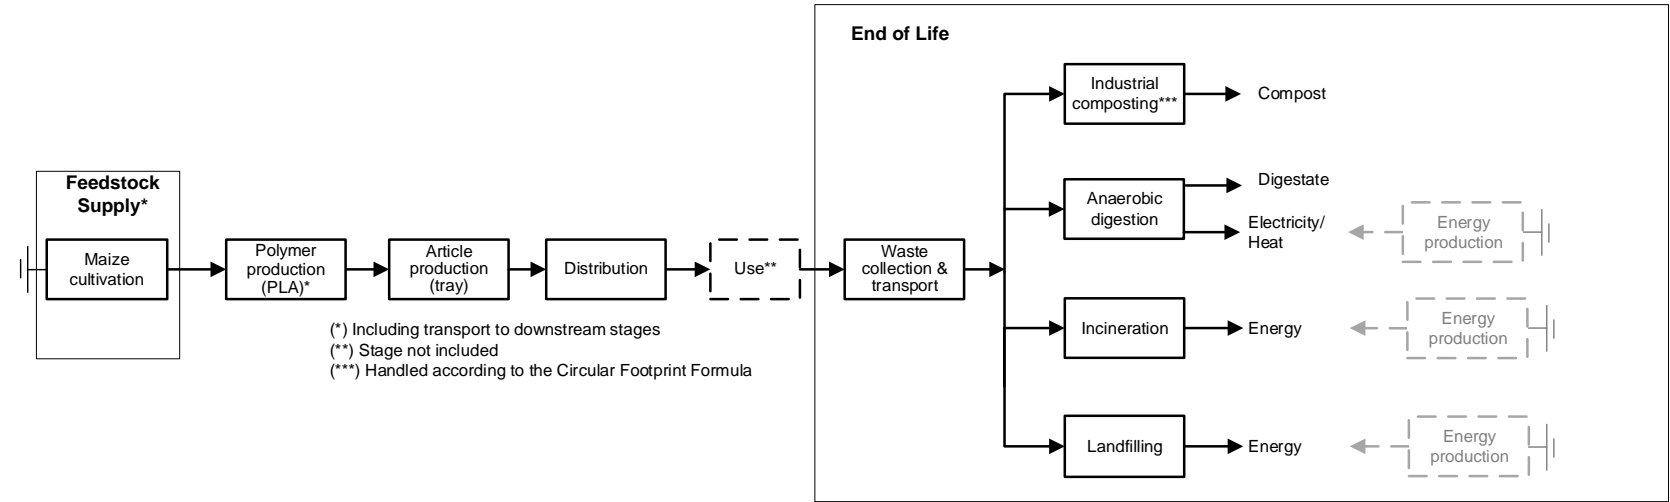 End of Life
Industrial
composting***
Compost
Feedstock
Supply*
Maize
cultivation
Polymer
production
(PLA)*
Article
production
(tray)
Distribution
Use**
Waste
collection &
transport
Anaerobic
digestion
Digestate
Electricity/
Heat
Energy
production
Incineration
Energy
Energy
production
Landfilling
Energy
Energy
production
(*) Including transport to downstream stages
(**) Stage not included
(***) Handled according to the Circular Footprint Formula